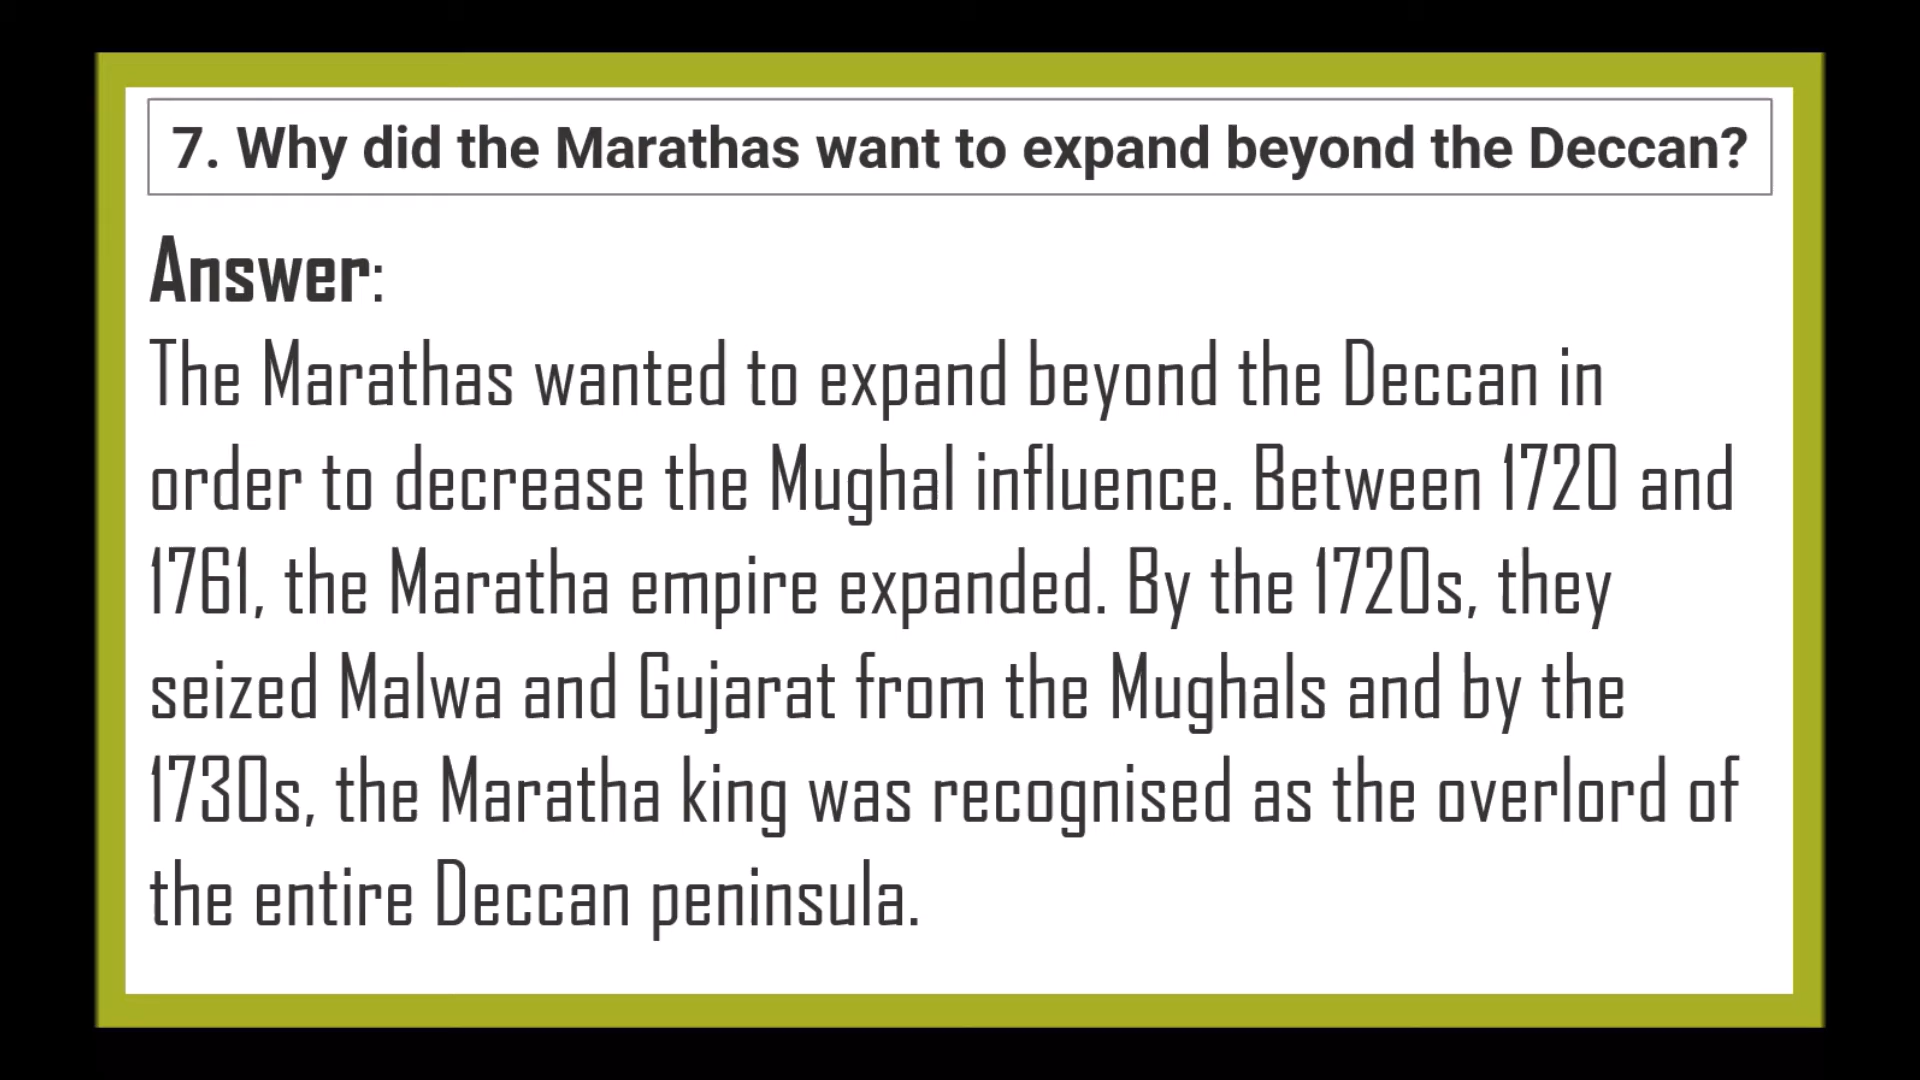 7. Why did the Marathas want to expand beyond the Deccan?
Answer:
The Marathas wanted to expand beyond the Deccan in
order to decrease the Mughal influence. Between 1720 and
1761, the Maratha empire expanded. By the 1720s, they
seized Malwa and Gujarat from the Mughals and by the
1730s, the Maratha king was recognised as the overlord of
the entire Deccan peninsula.